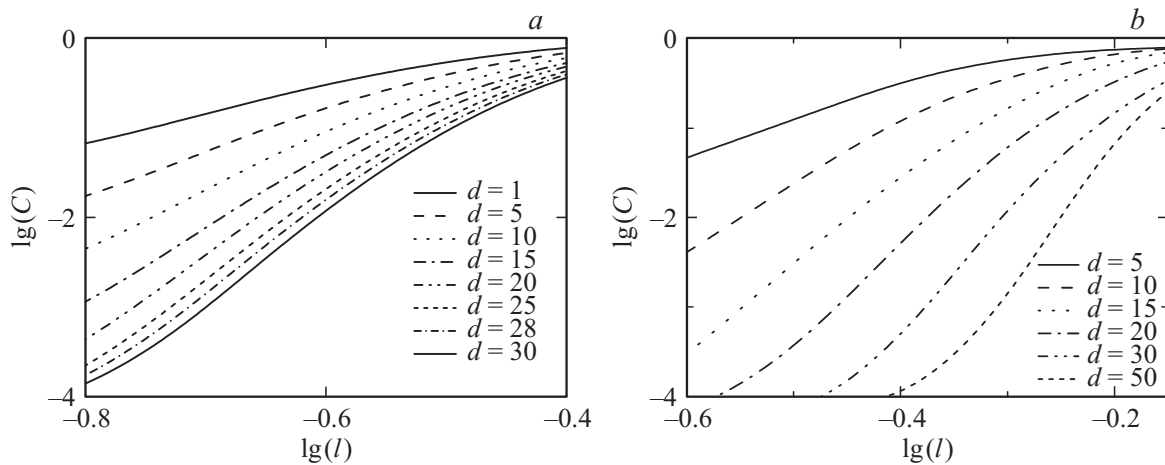 a
0
−2
−4
lg(C)
d = 1
d = 5
d = 10
d = 15
d = 20
d = 25
d = 28
d = 30
−0.8
−0.6
−0.4
lg(l)
b
0
−2
−4
lg(C)
d = 5
d = 10
d = 15
d = 20
d = 30
d = 50
−0.6
−0.4
−0.2
lg(l)